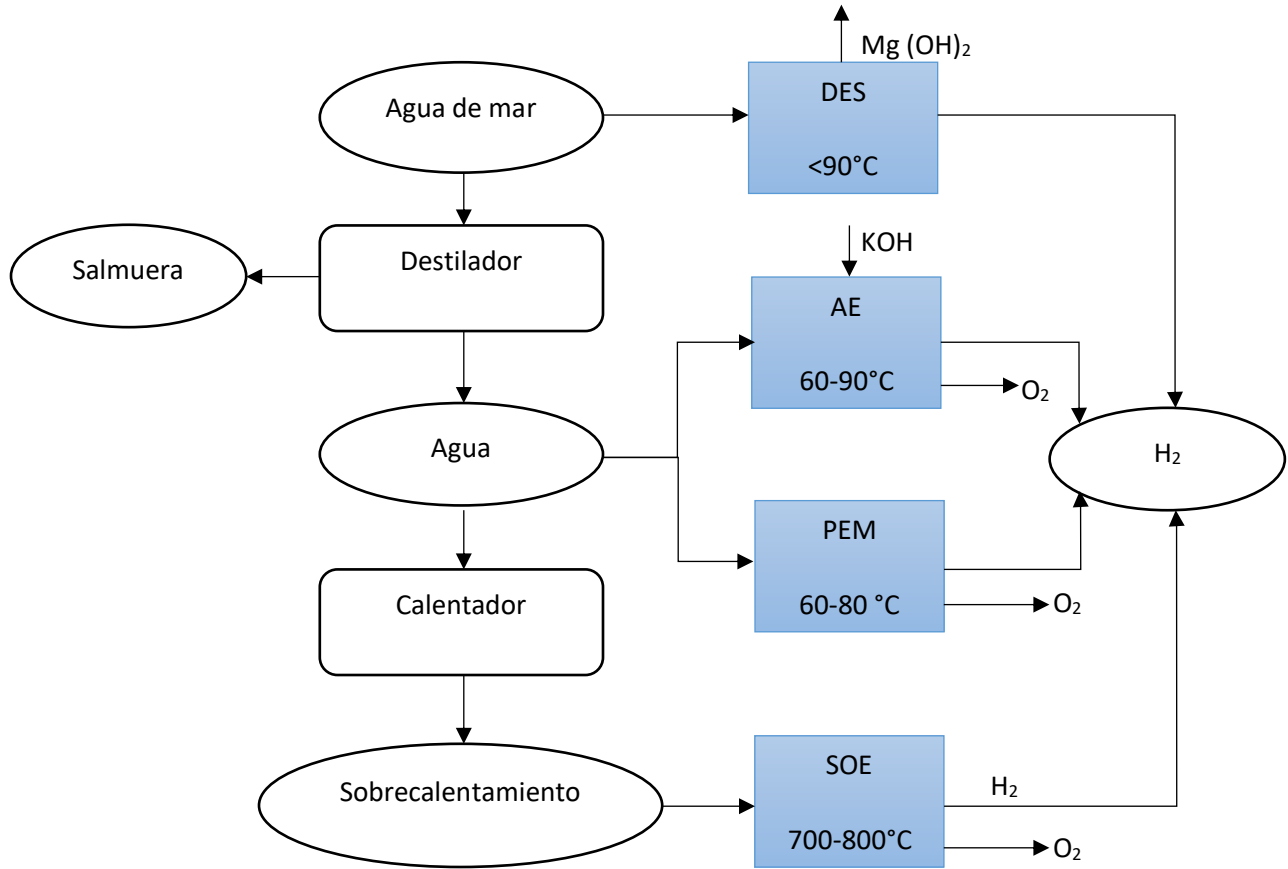 Mg (OH)₂
Agua de mar
DES
<90°C
Salmuera
Destilador
KOH
AE
60-90°C
O₂
Agua
H₂
PEM
60-80 °C
O₂
Calentador
Sobrecalentamiento
SOE
700-800°C
H₂
O₂